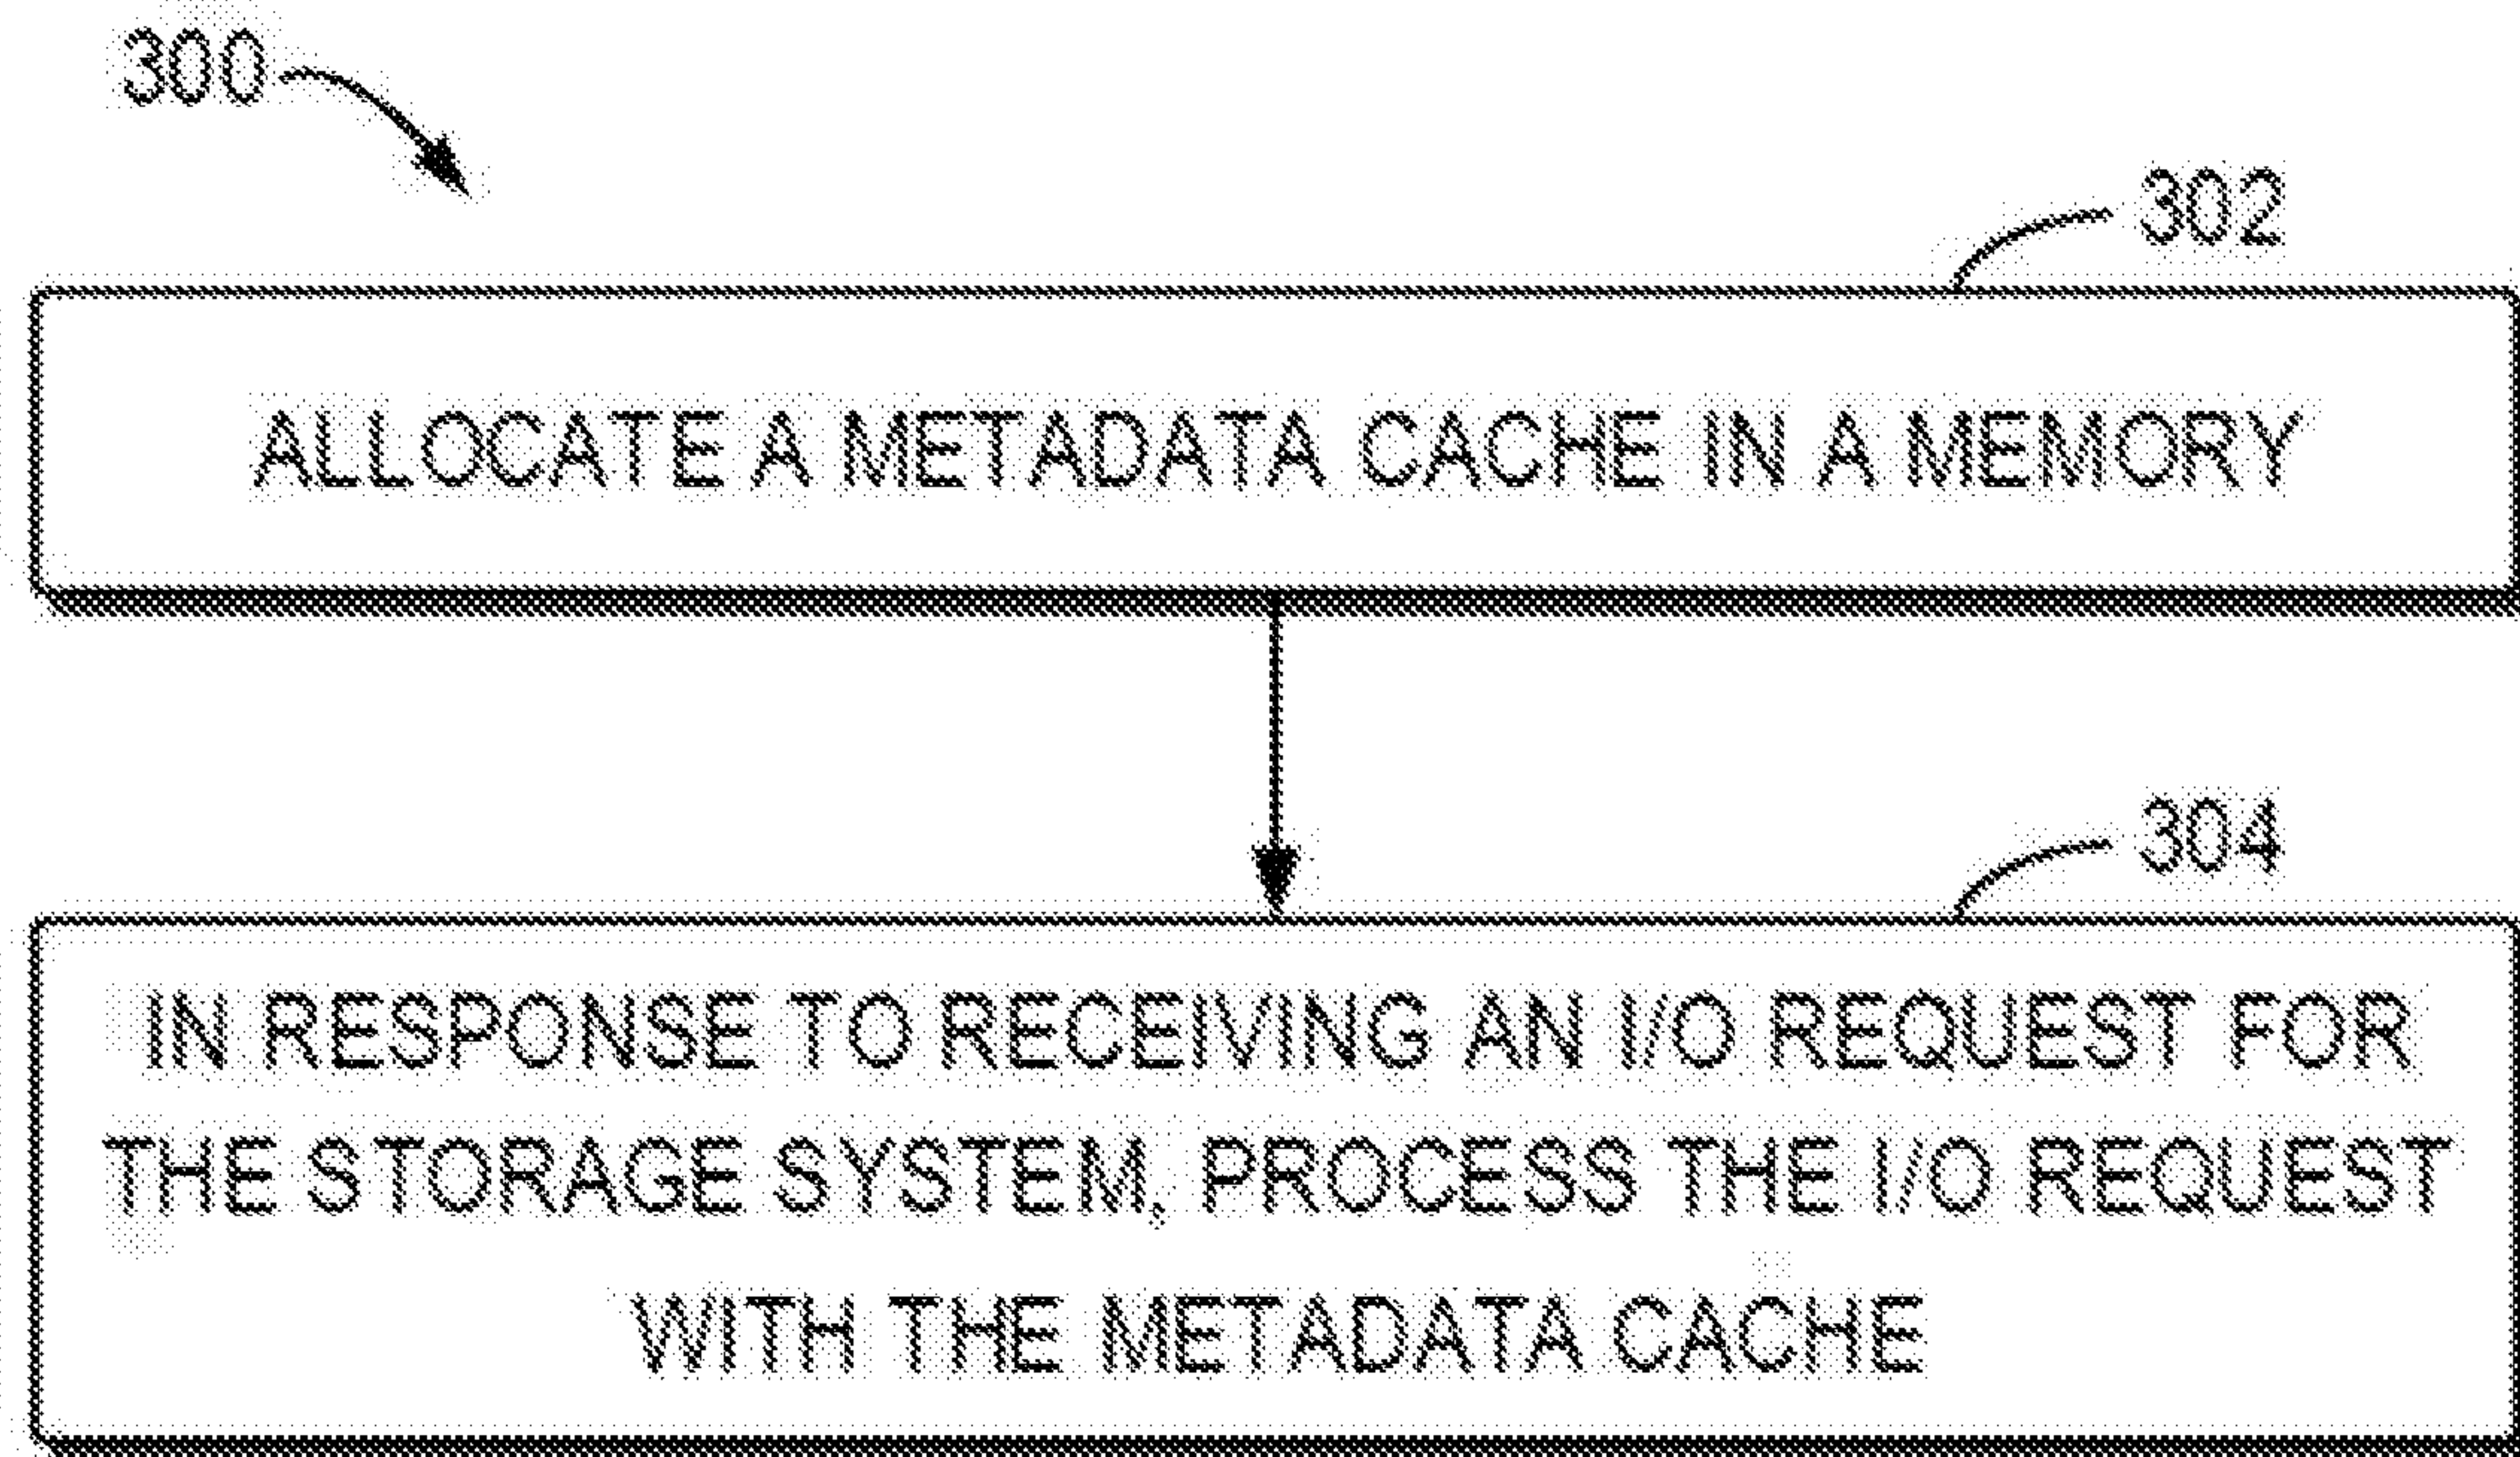 300
302
ALLOCATE A METADATA CACHE IN A MEMORY
304
IN RESPONSE TO RECEIVING AN I/O REQUEST FOR
THE STORAGE SYSTEM, PROCESS THE I/O REQUEST
WITH THE METADATA CACHE